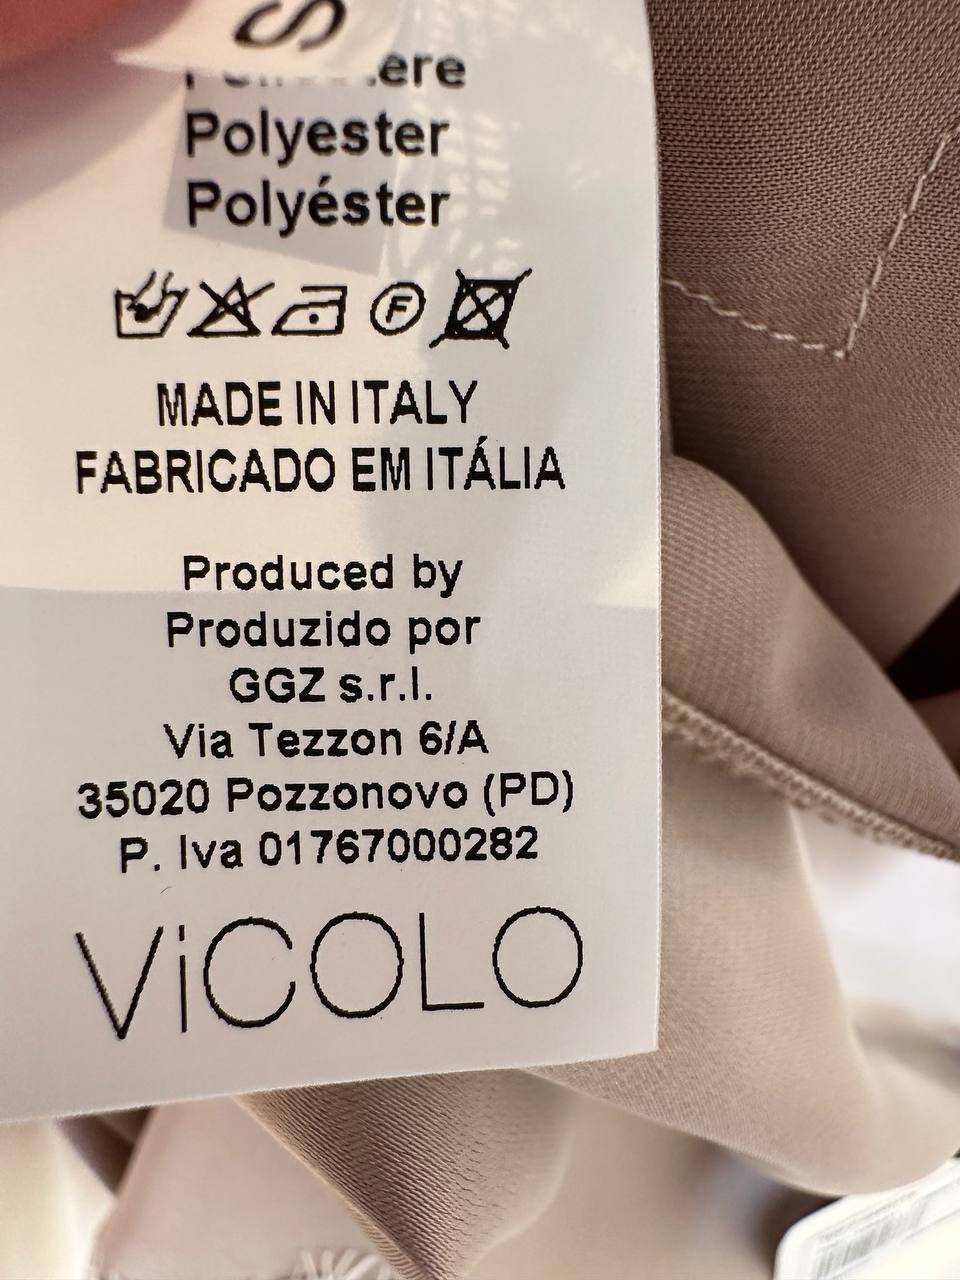 S
Polyester
Polyéster
F
MADE IN ITALY
FABRICADO EM ITÁLIA
Produced by
Produzido por
GGZ s.r.l.
Via Tezzon 6/A
35020 Pozzonovo (PD)
P. Iva 01767000282
ViCOLO